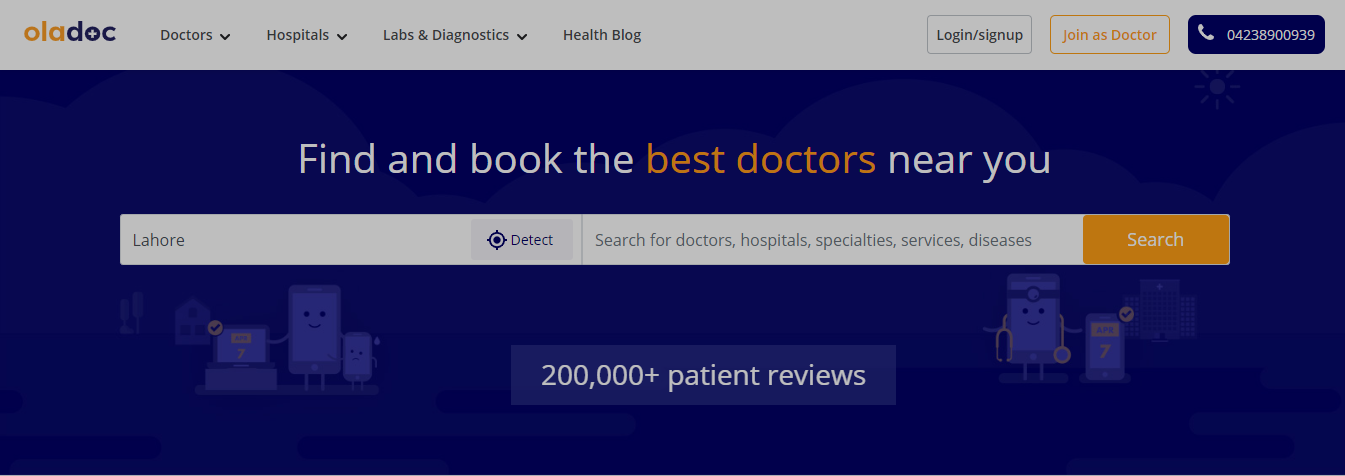 oladoc
Doctors
Hospitals
Labs & Diagnostics
Health Blog
Login/signup
Join as Doctor
04238900939
Find and book the best doctors near you
Lahore
Detect
Search for doctors, hospitals, specialties, services, diseases
Search
APR
7
APR
7
200,000+ patient reviews